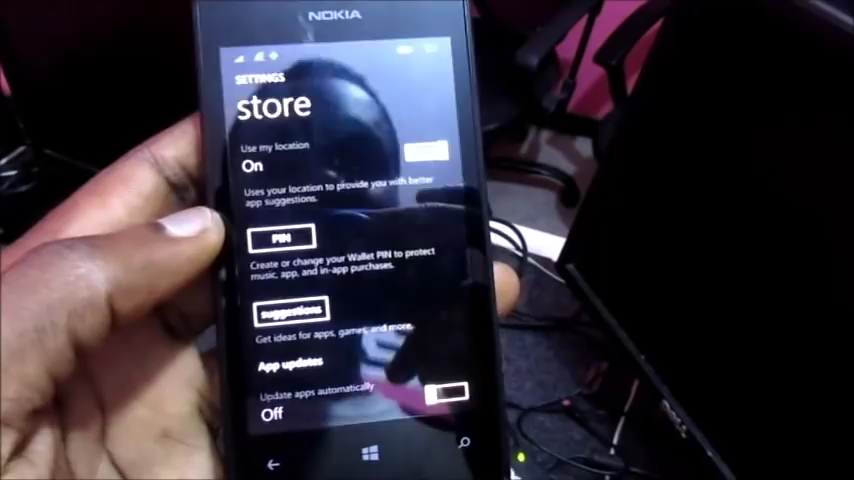 NOKIA
SETTINGS
store
Use my location
On
Uses your location to provide you with better
app suggestions.
PIN
Create or change your Wallet PIN to protect
music, app, and in-app purchases.
suggestions
Get ideas for apps, games, and more.
App updates
Update apps automatically
Off